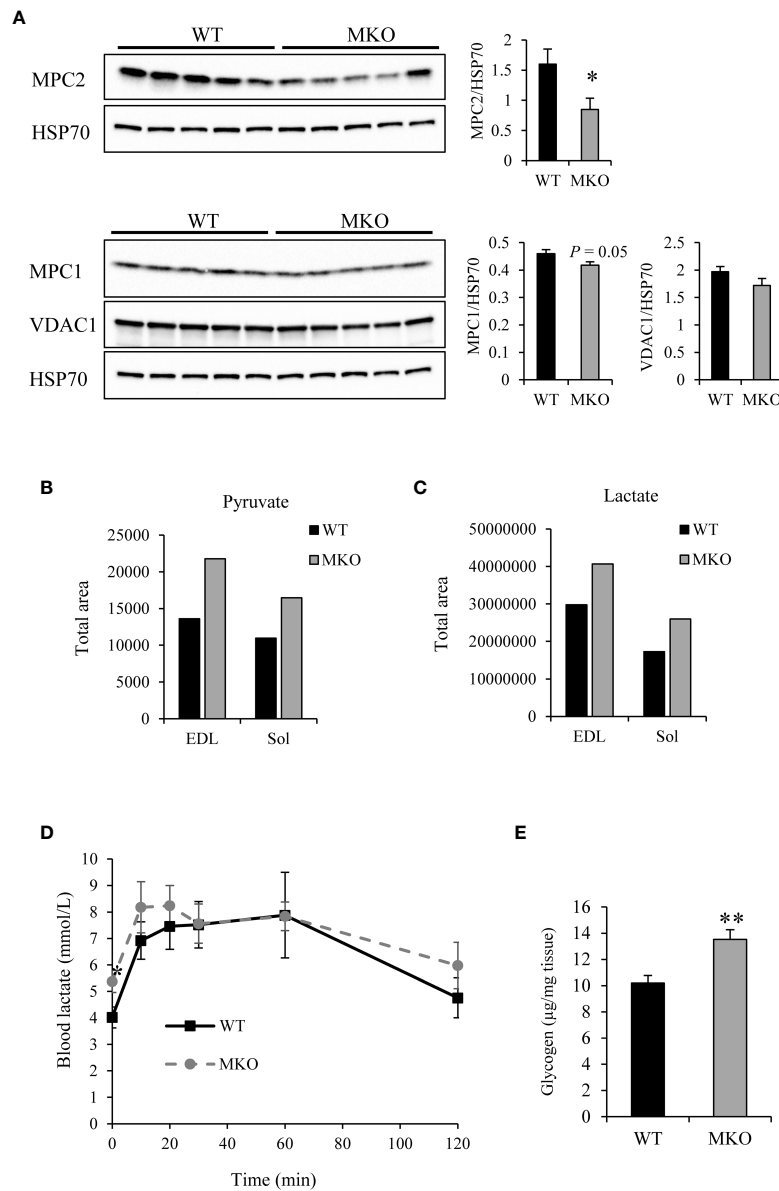 A
WT MKO
MPC2
HSP70
MPC2/HSP70
2
1.5
1
0.5
0
*
WT MKO
WT MKO
MPC1
VDAC1
HSP70
MPC1/HSP70
0.5
0.4
0.3
0.2
0.1
0
P = 0.05
WT MKO
VDAC1/HSP70
2.5
2
1.5
1
0.5
0
WT MKO
B
Pyruvate
Total area
25000
20000
15000
10000
5000
0
EDL Sol
WT
MKO
C
Lactate
Total area
50000000
40000000
30000000
20000000
10000000
0
EDL Sol
WT
MKO
D
Blood lactate (mmol/L)
10
9
8
7
6
5
4
3
2
1
0
*
WT
MKO
0 20 40 60 80 100 120
Time (min)
E
Glycogen (µg/mg tissue)
16
14
12
10
8
6
4
2
0
**
WT MKO